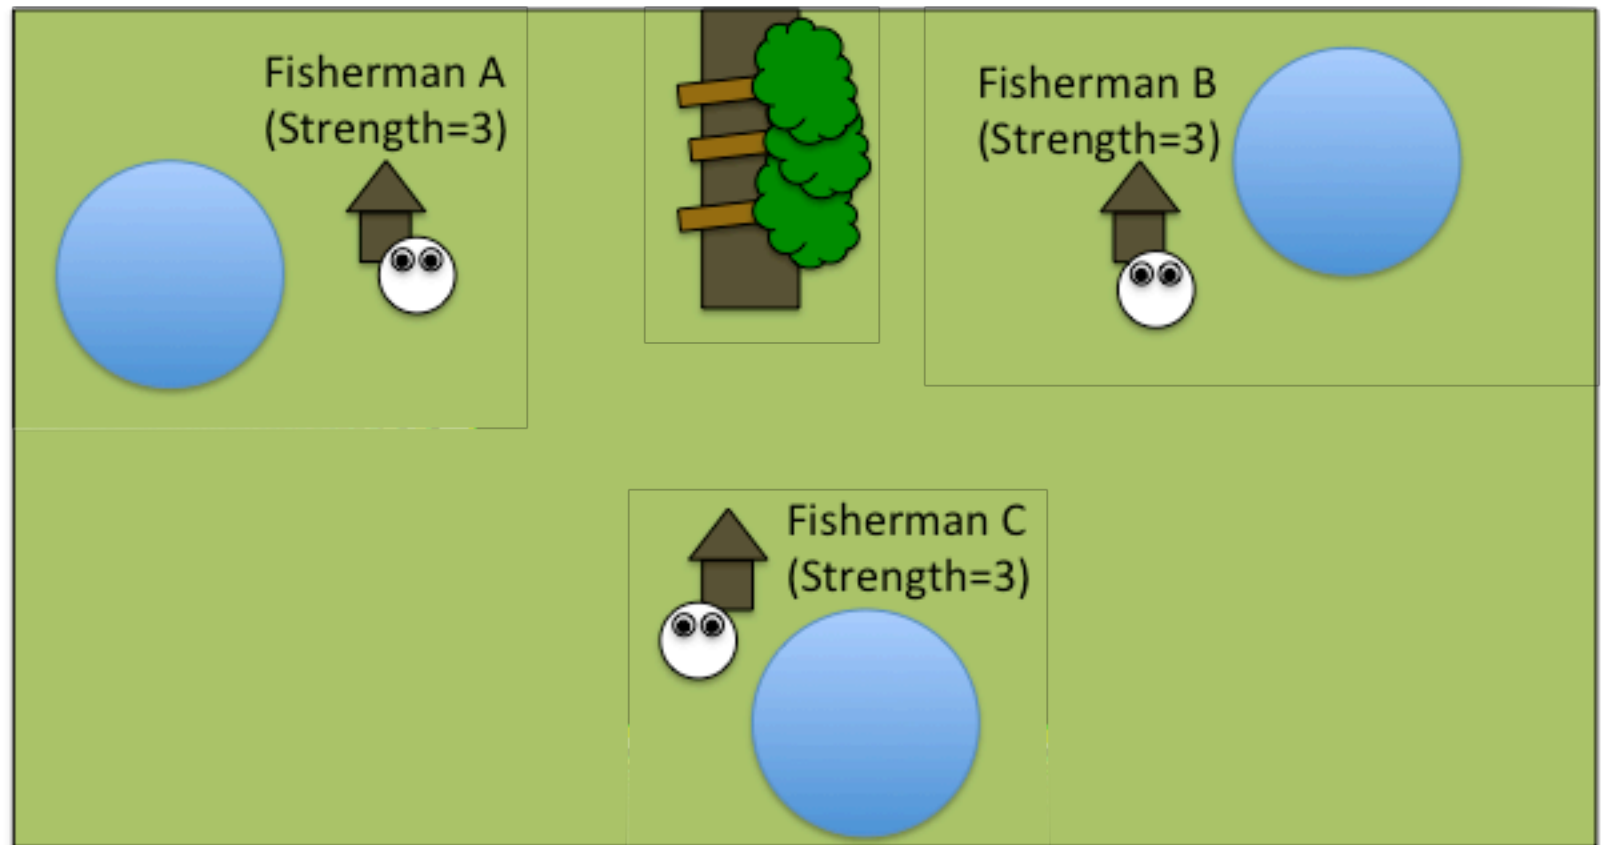 Fisherman A
(Strength=3)
Fisherman B
(Strength=3)
Fisherman C
(Strength=3)